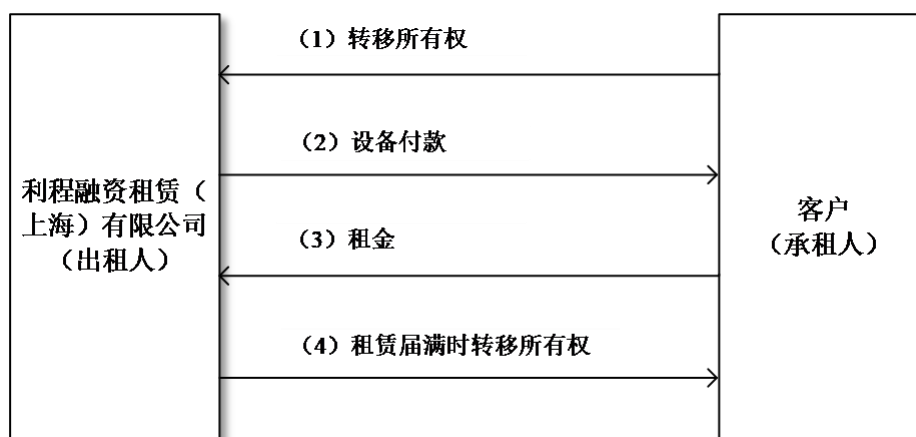 （1）转移所有权
（2）设备付款
利程融资租赁（
上海）有限公司
（出租人）
客户
（承租人）
（3）租金
（4）租赁届满时转移所有权